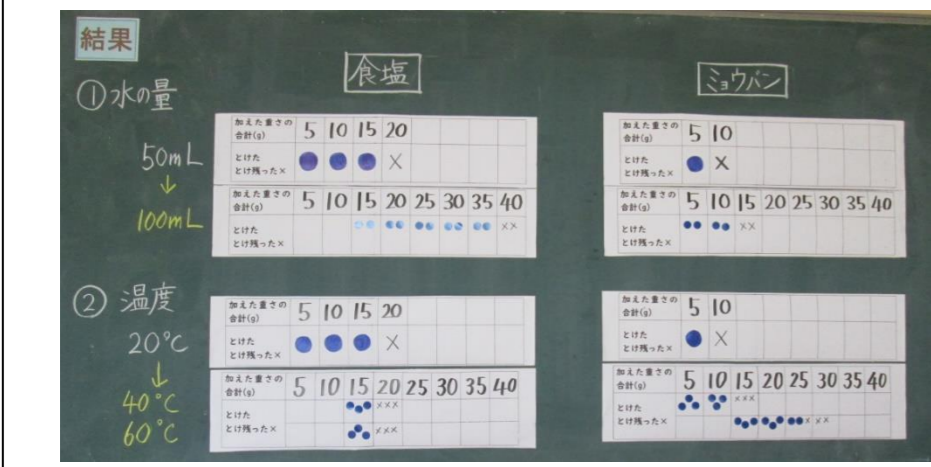 結果
食塩
ミョウバン
①水の量
50mL
↓
100mL
加えた重さの合計(g) 5 10 15 20
とけた
とけ残った× ● ● ● ×
加えた重さの合計(g) 5 10 15 20 25 30 35 40
とけた
とけ残った× ●● ●● ●● ●● ●● ××
加えた重さの合計(g) 5 10
とけた
とけ残った× ● ×
加えた重さの合計(g) 5 10 15 20 25 30 35 40
とけた
とけ残った× ●● ●● ××
②温度
20℃
↓
40℃
60℃
加えた重さの合計(g) 5 10 15 20
とけた
とけ残った× ● ● ● ×
加えた重さの合計(g) 5 10 15 20 25 30 35 40
とけた ●●● ×××
とけ残った× ●●● ×××
加えた重さの合計(g) 5 10
とけた
とけ残った× ● ×
加えた重さの合計(g) 5 10 15 20 25 30 35 40
とけた ●●● ●●● ×××
とけ残った× ●●● ●●● ●●× ××